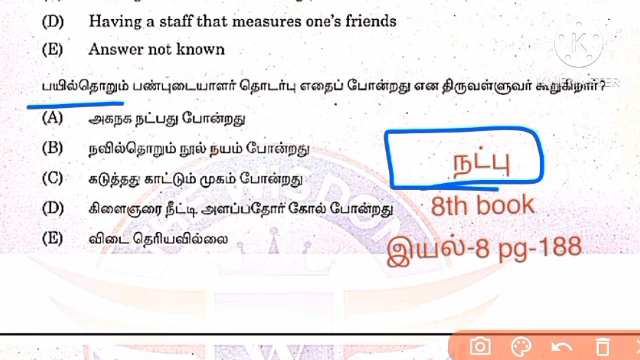 (D) Having a staff that measures one's friends
(E) Answer not known
பயில்தொறும் பண்புடையாளர் தொடர்பு எதைப் போன்றது என திருவள்ளுவர் கூறுகிறார்?
(A) அகநக நட்பது போன்றது
(B) நவில்தொறும் நூல் நயம் போன்றது
(C) கடுத்தது காட்டும் முகம் போன்றது
(D) கிளைஞரை நீட்டி அளப்பதோர் கோல் போன்றது
(E) விடை தெரியவில்லை
நட்பு
8th book
இயல்-8 pg-188